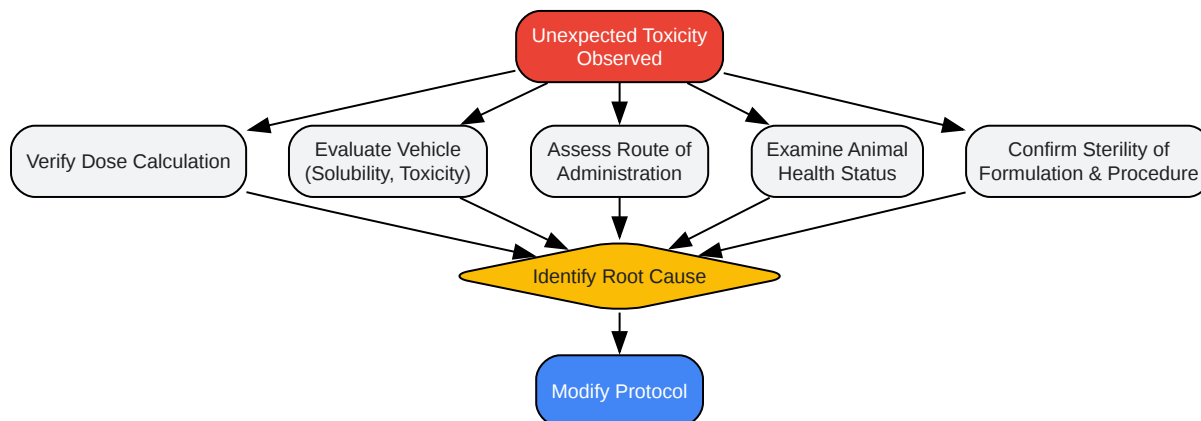 Unexpected Toxicity
Observed
Verify Dose Calculation
Evaluate Vehicle
(Solubility, Toxicity)
Assess Route of
Administration
Examine Animal
Health Status
Confirm Sterility of
Formulation & Procedure
Identify Root Cause
Modify Protocol